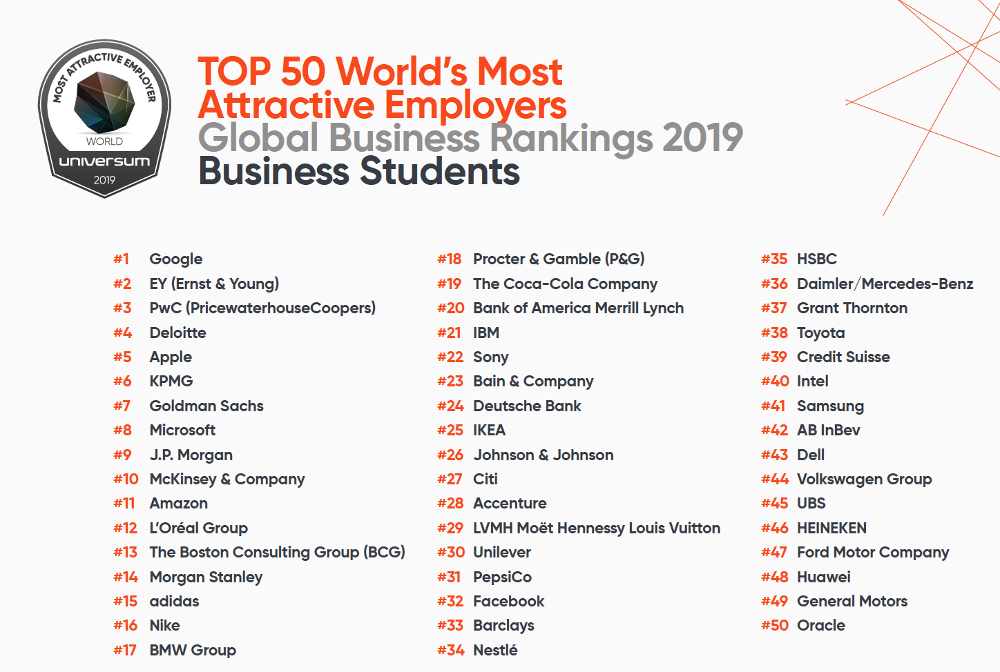 MOST ATTRACTIVE EMPLOYER
WORLD
universum
2019
TOP 50 World's Most
Attractive Employers
Global Business Rankings 2019
Business Students
#1 Google
#2 EY (Ernst & Young)
#3 PwC (PricewaterhouseCoopers)
#4 Deloitte
#5 Apple
#6 KPMG
#7 Goldman Sachs
#8 Microsoft
#9 J.P. Morgan
#10 McKinsey & Company
#11 Amazon
#12 L'Oréal Group
#13 The Boston Consulting Group (BCG)
#14 Morgan Stanley
#15 adidas
#16 Nike
#17 BMW Group
#18 Procter & Gamble (P&G)
#19 The Coca-Cola Company
#20 Bank of America Merrill Lynch
#21 IBM
#22 Sony
#23 Bain & Company
#24 Deutsche Bank
#25 IKEA
#26 Johnson & Johnson
#27 Citi
#28 Accenture
#29 LVMH Moët Hennessy Louis Vuitton
#30 Unilever
#31 PepsiCo
#32 Facebook
#33 Barclays
#34 Nestlé
#35 HSBC
#36 Daimler/Mercedes-Benz
#37 Grant Thornton
#38 Toyota
#39 Credit Suisse
#40 Intel
#41 Samsung
#42 AB InBev
#43 Dell
#44 Volkswagen Group
#45 UBS
#46 HEINEKEN
#47 Ford Motor Company
#48 Huawei
#49 General Motors
#50 Oracle